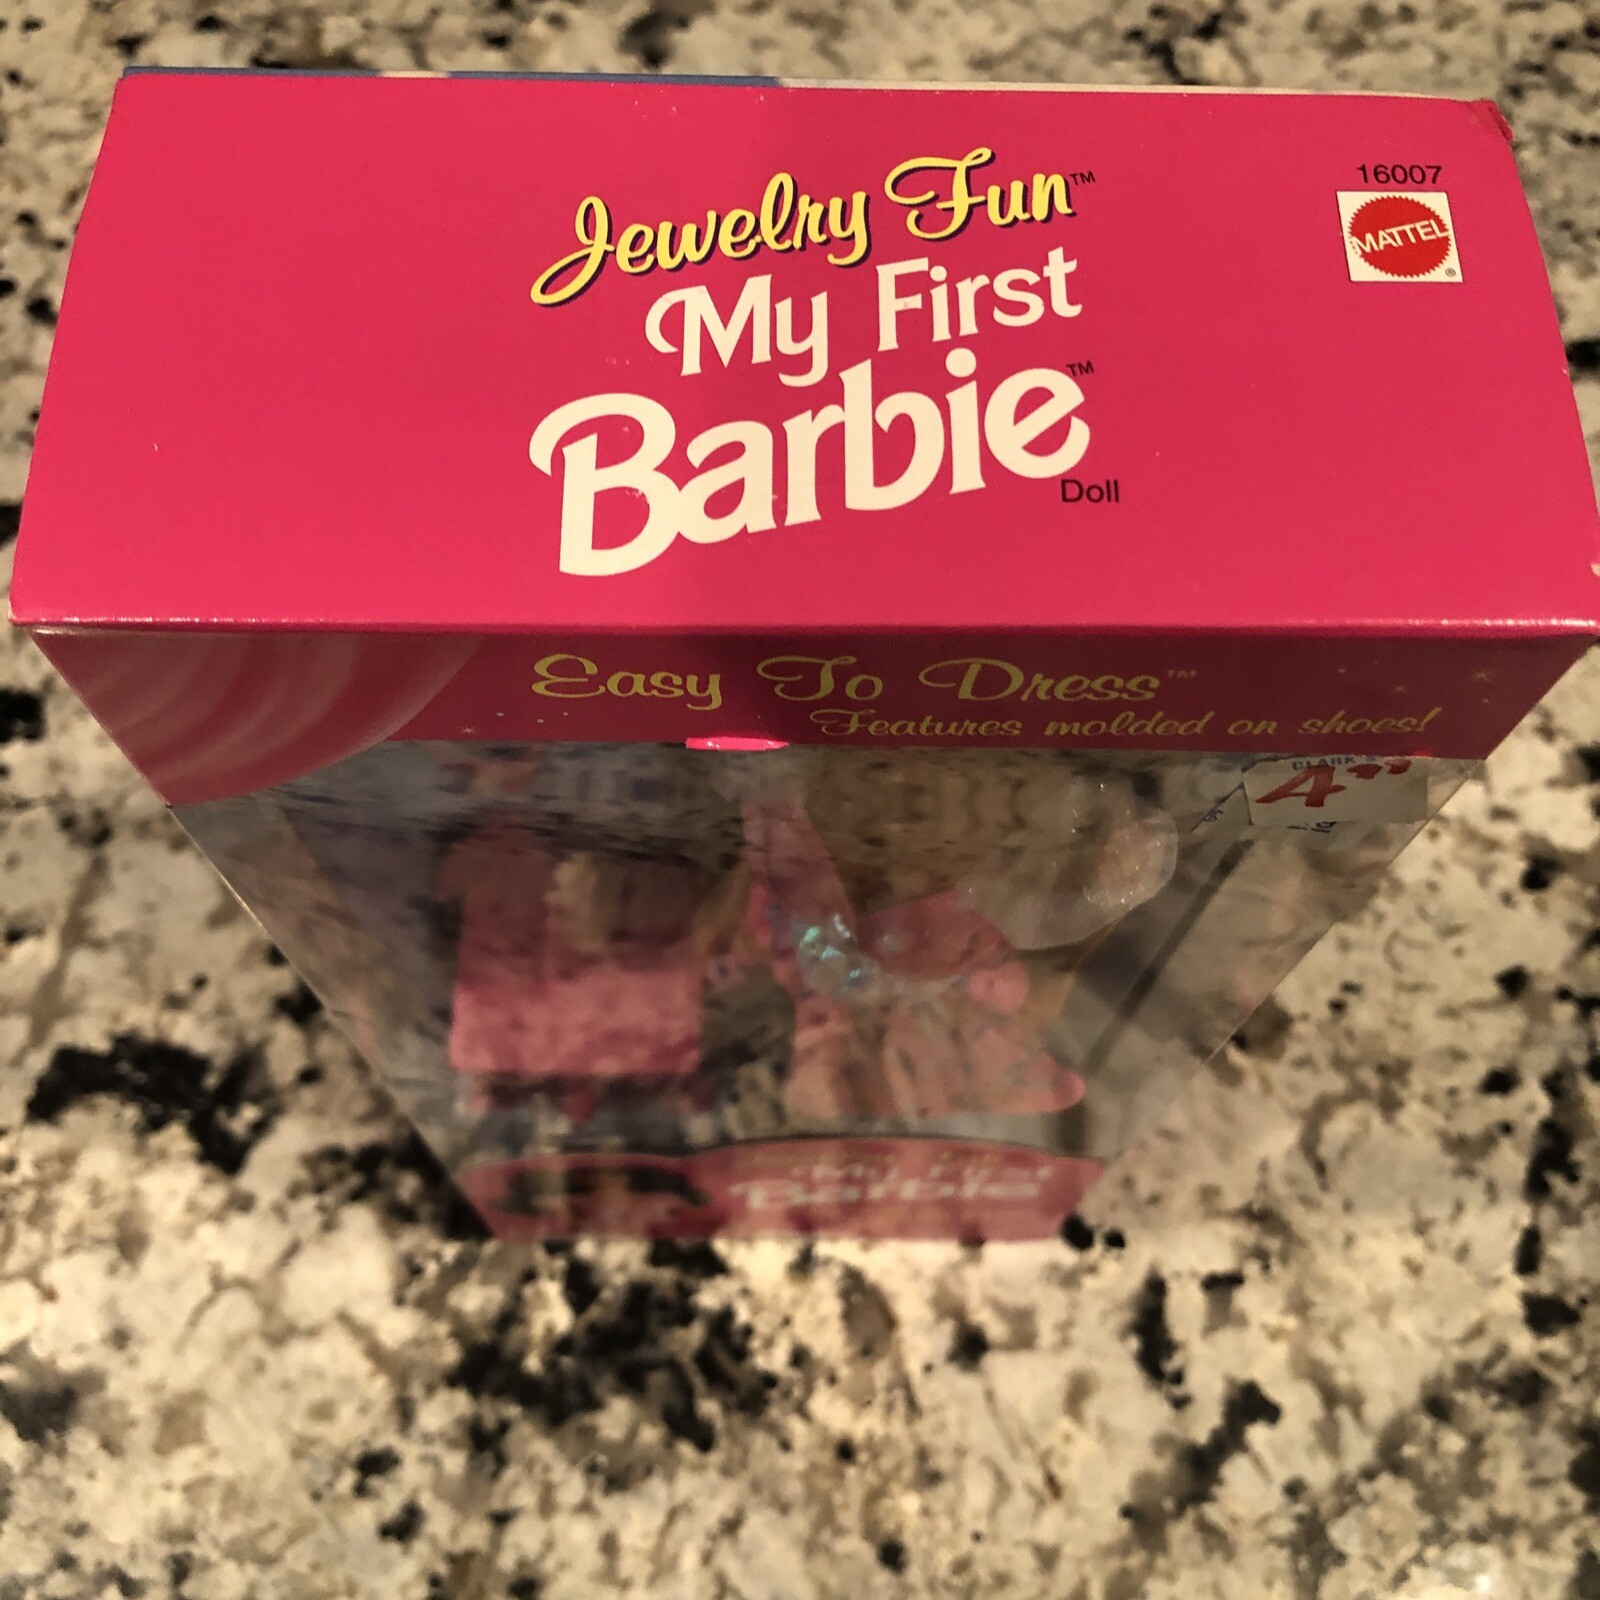 Jewelry Fun™
My First
Barbie™
Doll
16007
MATTEL®
Easy To Dress™
Features molded on shoes!
CLARK'S
4⁹⁹
My First
Barbie